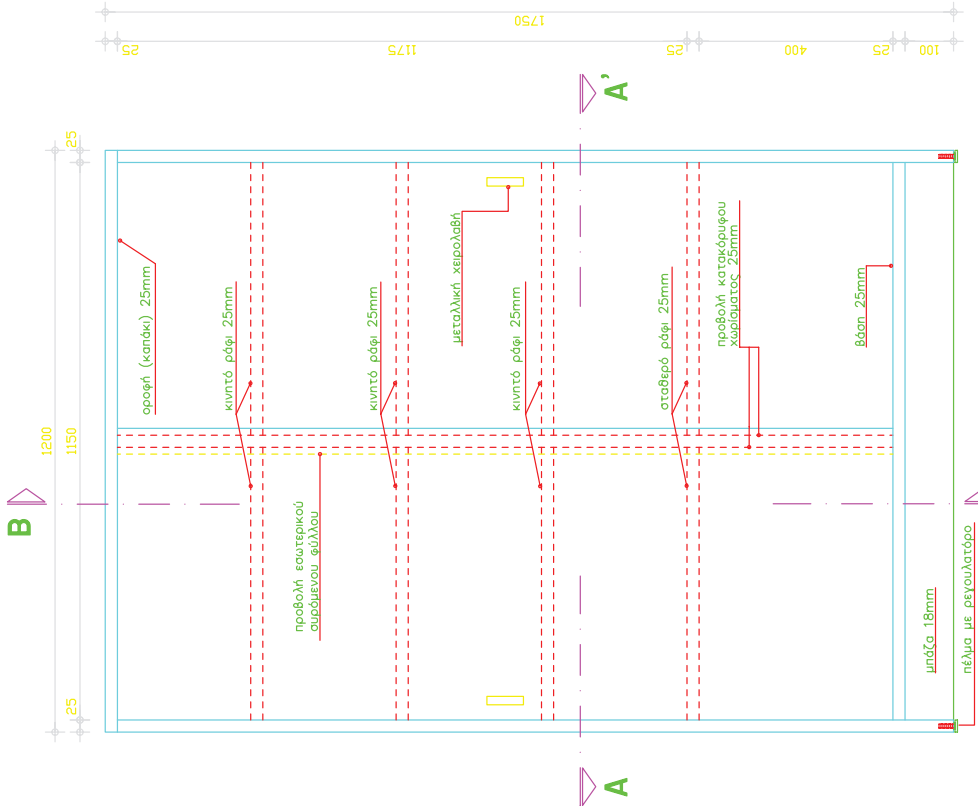 1750
25
1175
25
400
25
100
A'
25
1200
1150
25
B
οροφή (καπάκι) 25mm
κινητό ράφι 25mm
κινητό ράφι 25mm
μεταλλική χειρολαβή
κινητό ράφι 25mm
σταθερό ράφι 25mm
προβολή κατακόρυφου
χωρίσματος 25mm
βάση 25mm
προβολή εσωτερικού
συρόμενου φύλλου
μπάζα 18mm
πέλμα με ρεγουλατόρο
A